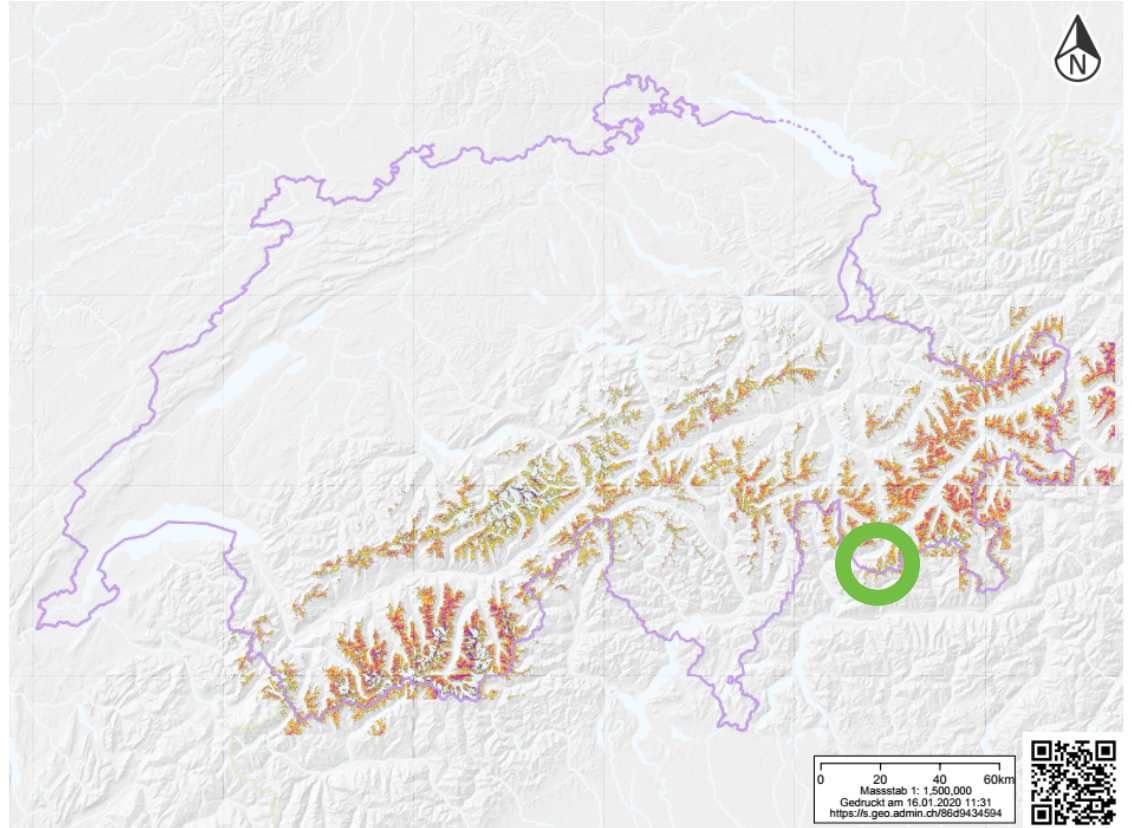 N
0 20 40 60km
Massstab 1: 1,500,000
Gedruckt am 16.01.2020 11:31
https://s.geo.admin.ch/86d9434594